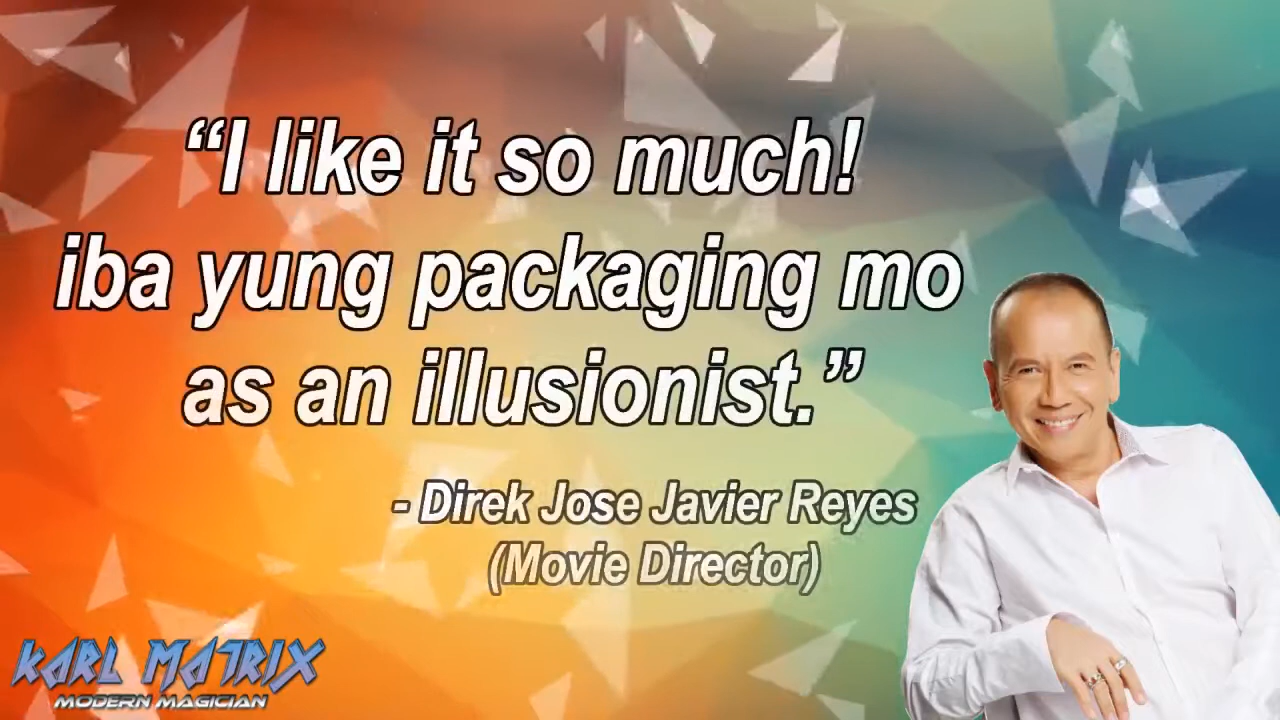 “I like it so much!
iba yung packaging mo
as an illusionist.”
- Direk Jose Javier Reyes
(Movie Director)
KARL MATRIX
MODERN MAGICIAN